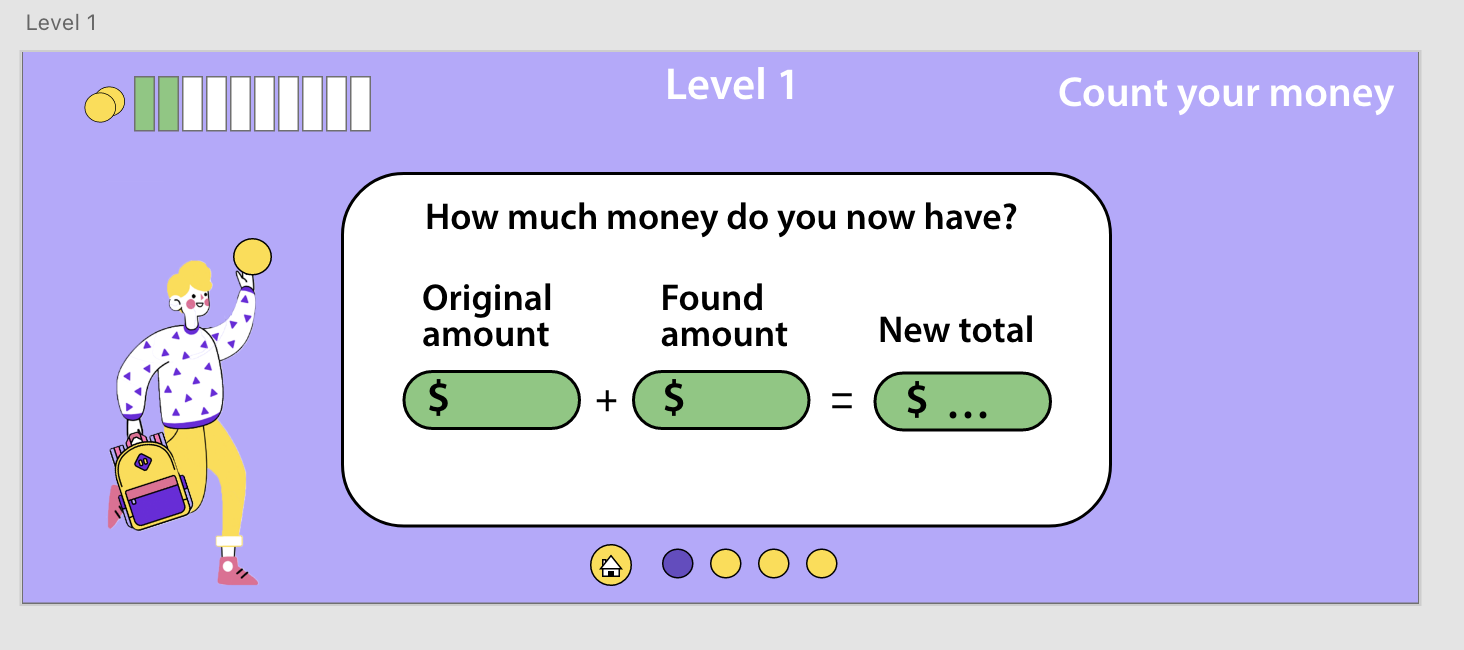 Level 1
Level 1
Count your money
How much money do you now have?
Original
amount
Found
amount
New total
$
+
$
=
$ ...